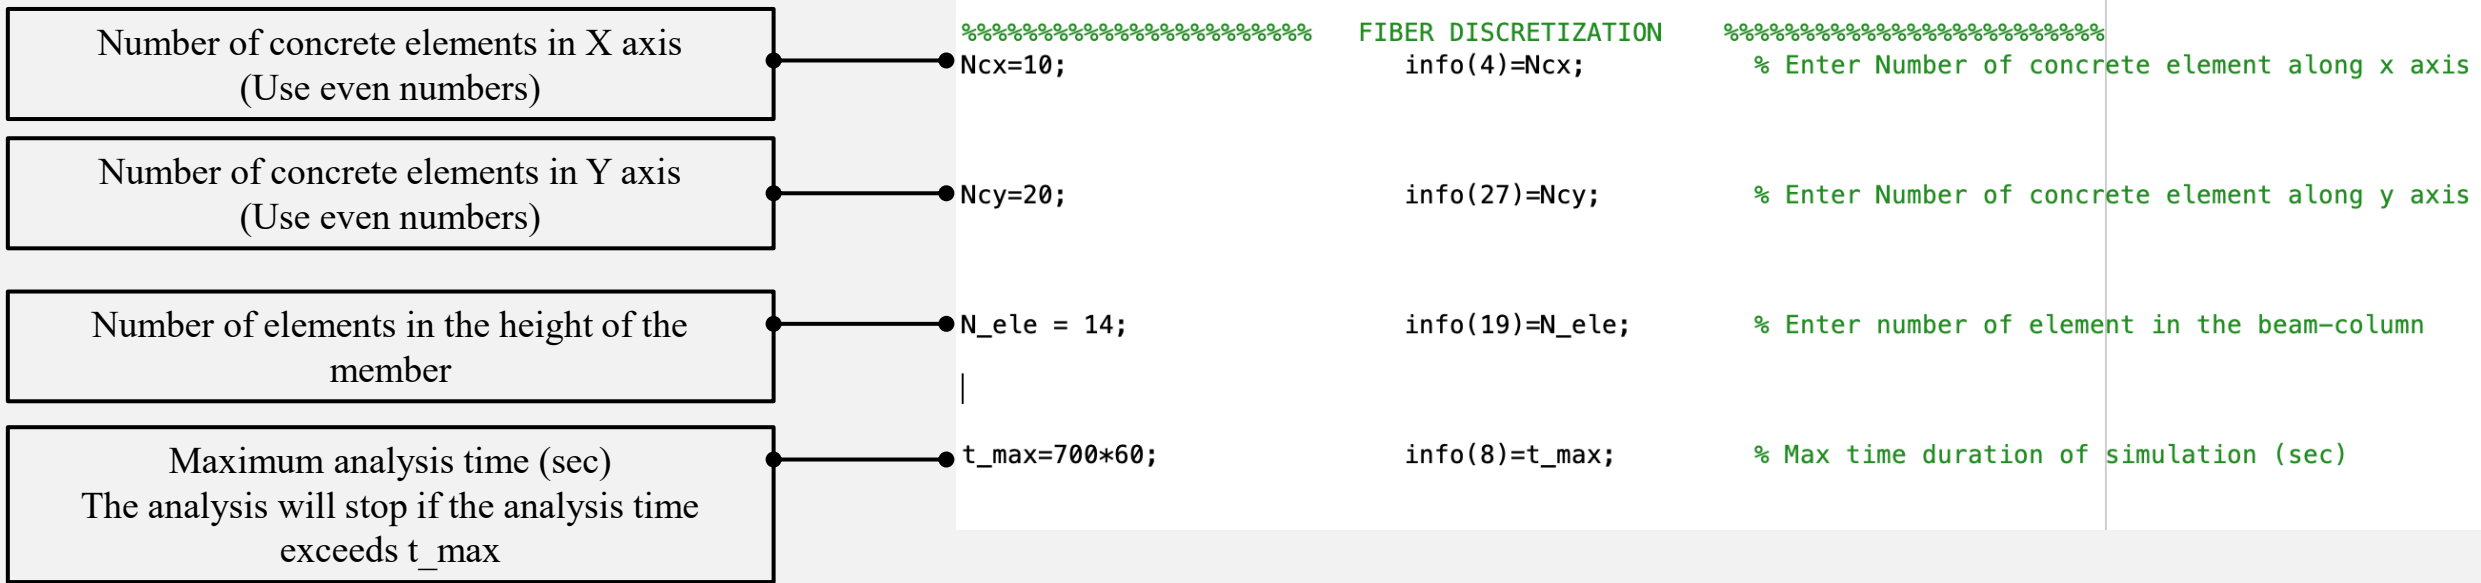 Number of concrete elements in X axis
(Use even numbers)
Number of concrete elements in Y axis
(Use even numbers)
Number of elements in the height of the
member
Maximum analysis time (sec)
The analysis will stop if the analysis time
exceeds t_max
%%%%%%%%%%%%%%%%%%%%%%% FIBER DISCRETIZATION %%%%%%%%%%%%%%%%%%%%%%%%%
Ncx=10; info(4)=Ncx; % Enter Number of concrete element along x axis
Ncy=20; info(27)=Ncy; % Enter Number of concrete element along y axis
N_ele = 14; info(19)=N_ele; % Enter number of element in the beam-column
t_max=700*60; info(8)=t_max; % Max time duration of simulation (sec)